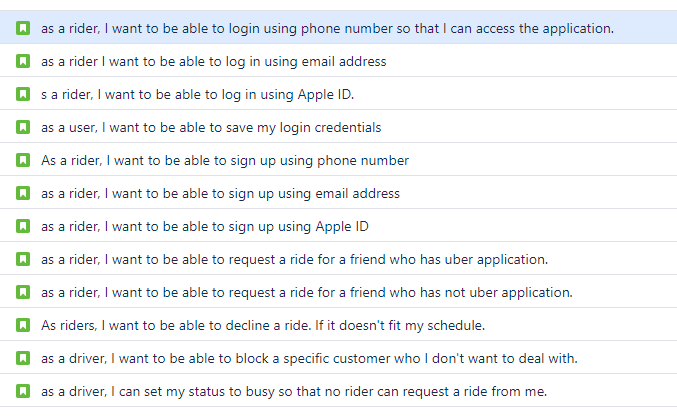 as a rider, I want to be able to login using phone number so that I can access the application.
as a rider I want to be able to log in using email address
s a rider, I want to be able to log in using Apple ID.
as a user, I want to be able to save my login credentials
As a rider, I want to be able to sign up using phone number
as a rider, I want to be able to sign up using email address
as a rider, I want to be able to sign up using Apple ID
as a rider, I want to be able to request a ride for a friend who has uber application.
as a rider, I want to be able to request a ride for a friend who has not uber application.
As riders, I want to be able to decline a ride. If it doesn't fit my schedule.
as a driver, I want to be able to block a specific customer who I don't want to deal with.
as a driver, I can set my status to busy so that no rider can request a ride from me.